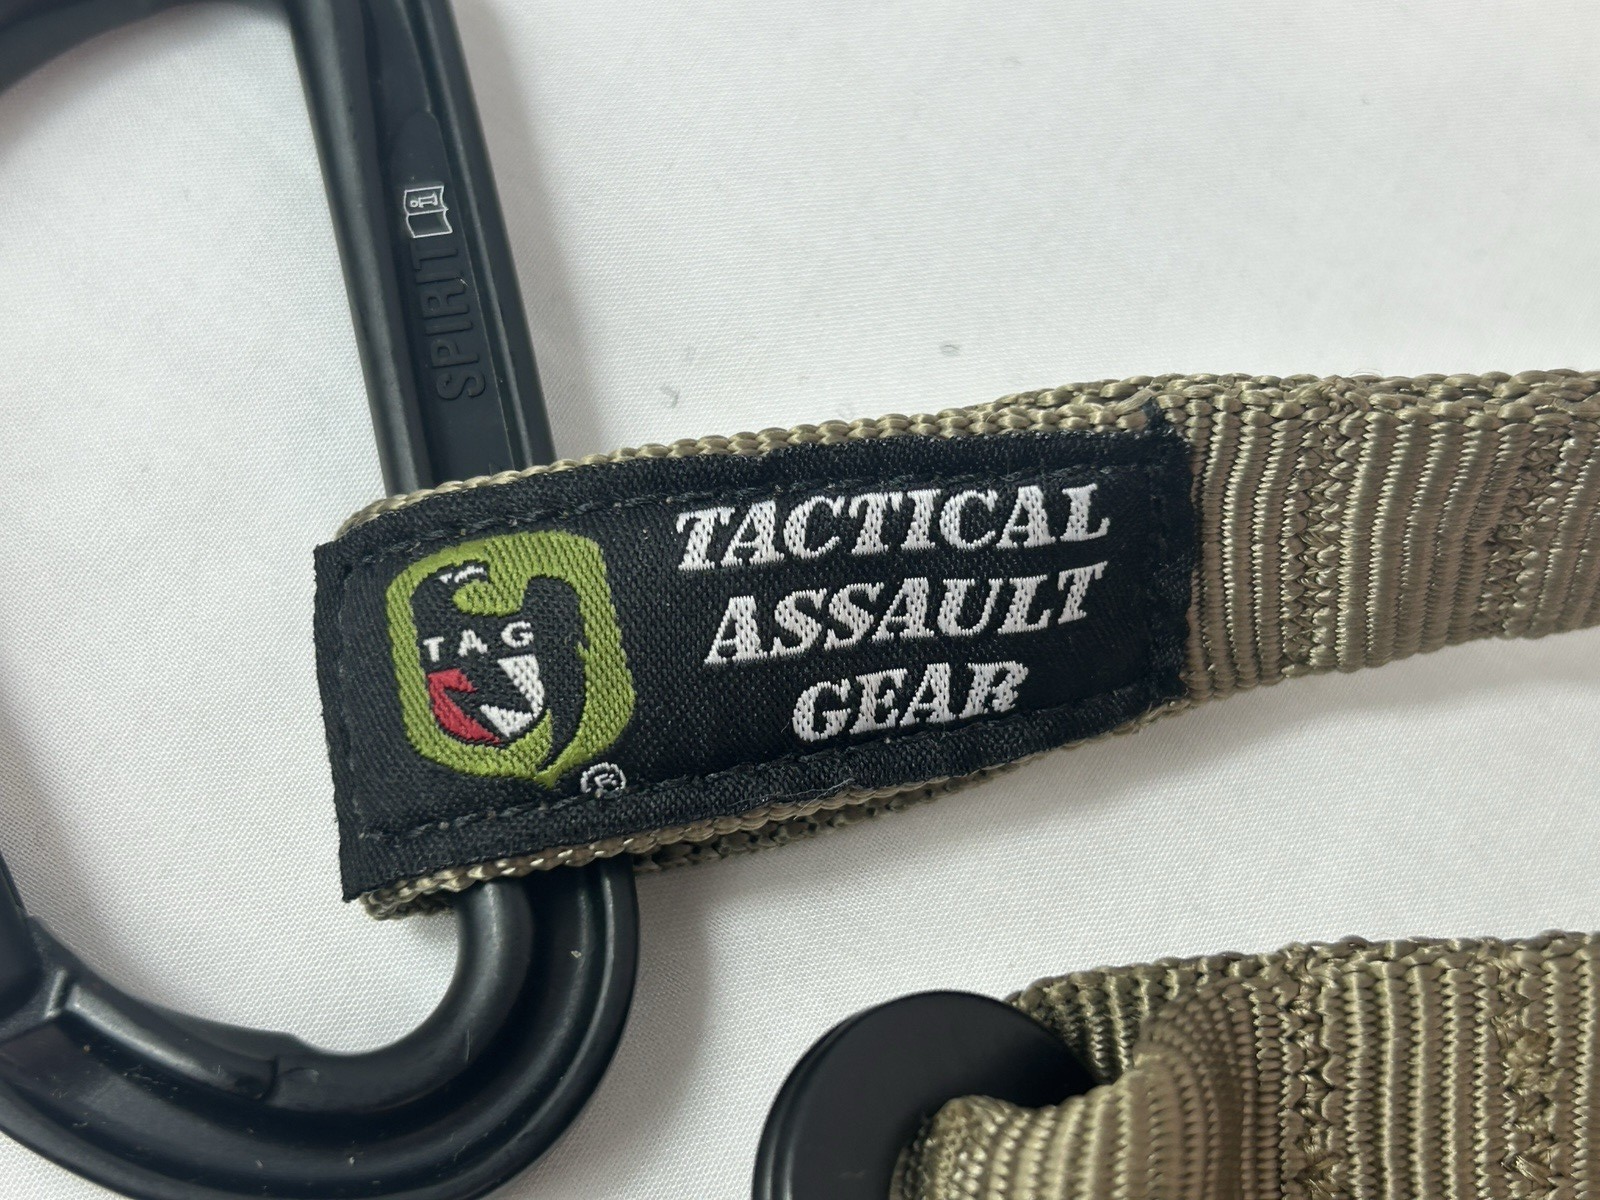 SPIRIT
TAG
®
TACTICAL
ASSAULT
GEAR